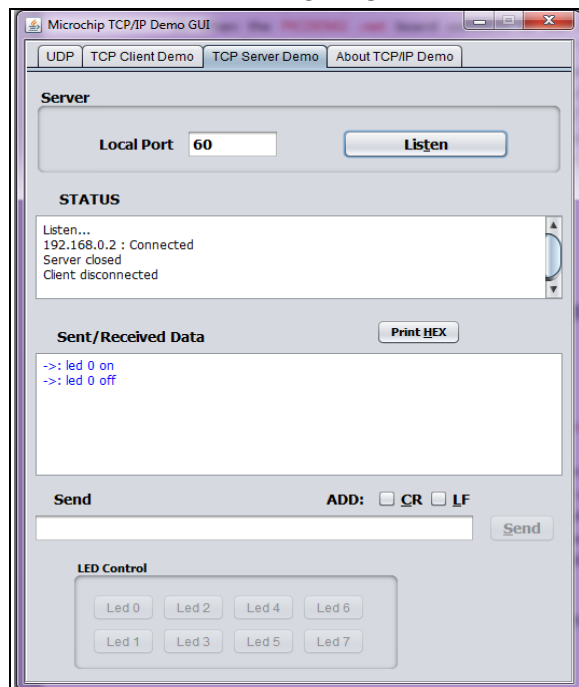 Microchip TCP/IP Demo GUI
UDP TCP Client Demo TCP Server Demo About TCP/IP Demo
Server
Local Port 60 Listen
STATUS
Listen...
192.168.0.2 : Connected
Server closed
Client disconnected
Sent/Received Data Print HEX
->: led 0 on
->: led 0 off
Send ADD: CR LF
Send
LED Control
Led 0 Led 2 Led 4 Led 6
Led 1 Led 3 Led 5 Led 7